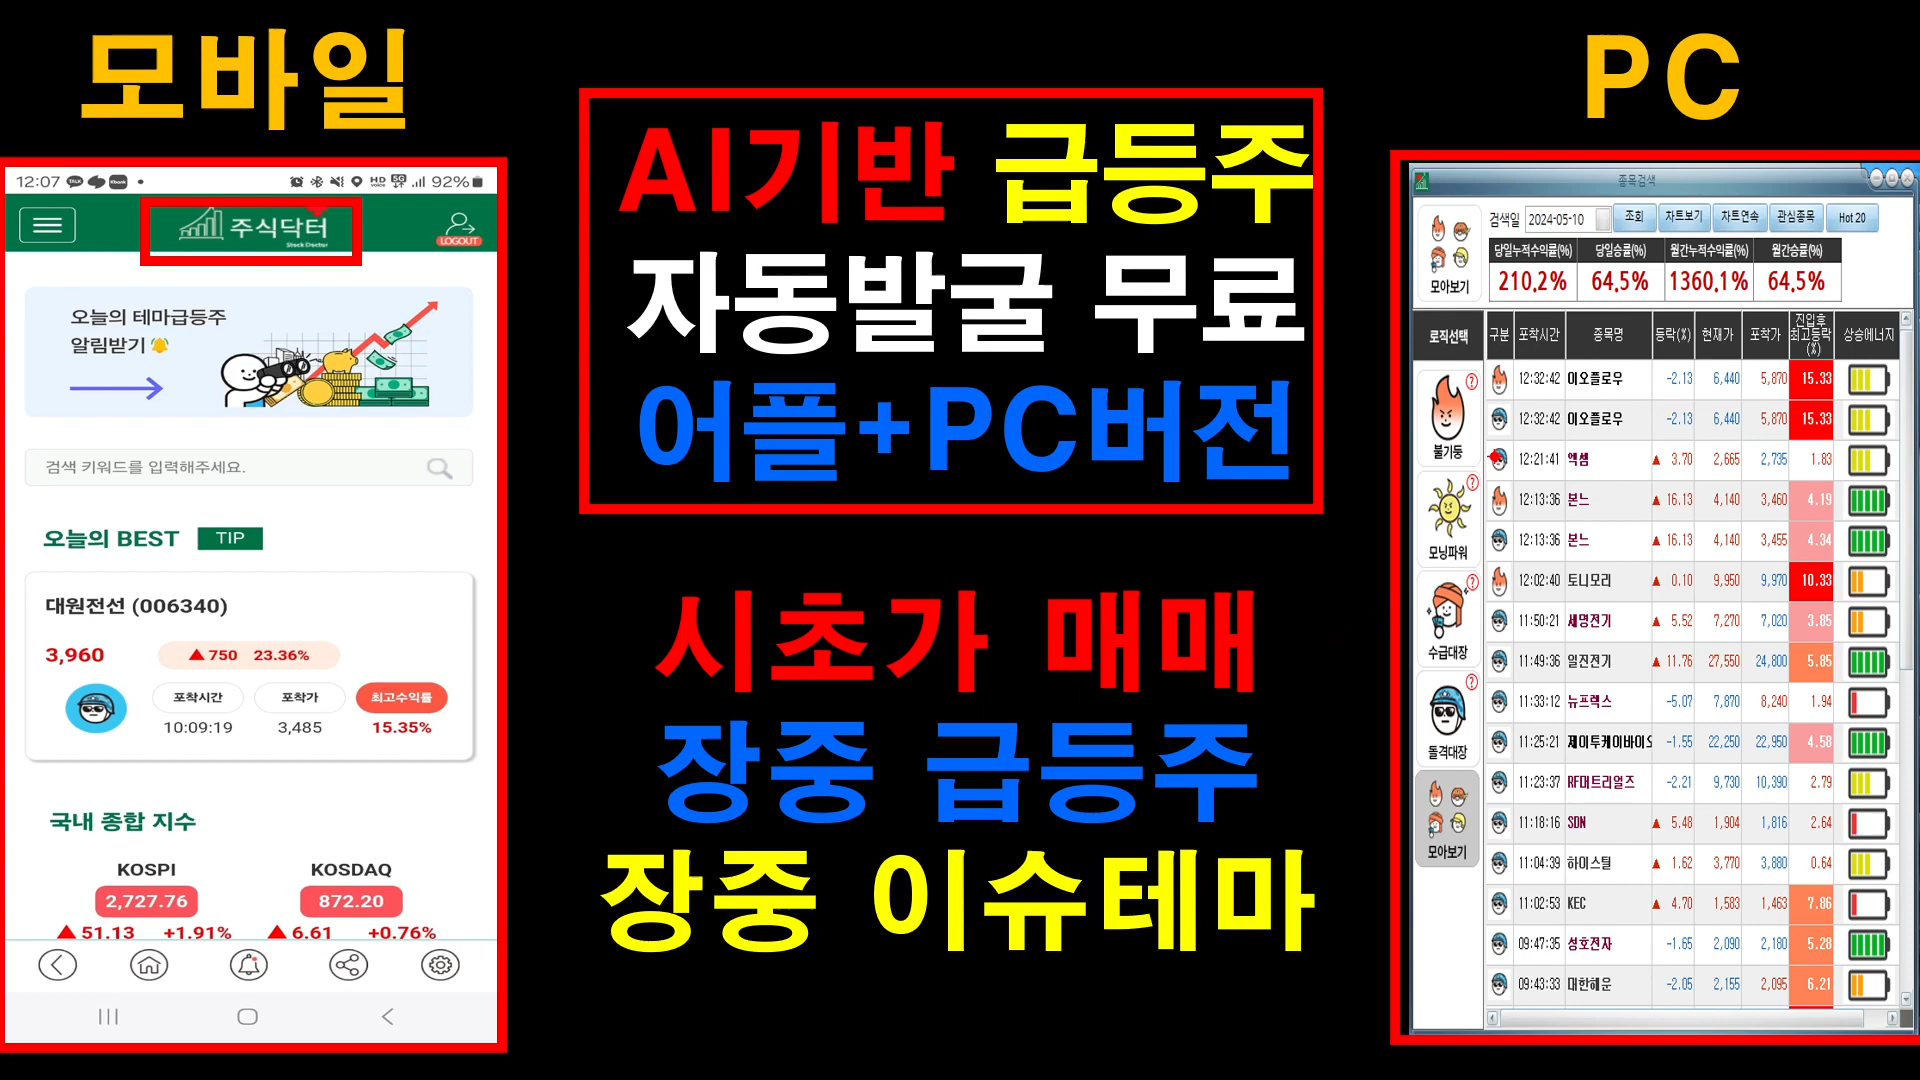 모바일
12:07
TALK
Kbank
HD voice
5G
92%
주식닥터
Stock Doctor
LOGOUT
오늘의 테마급등주
알림받기
검색 키워드를 입력해주세요.
오늘의 BEST TIP
대원전선 (006340)
3,960 ▲750 23.36%
포착시간 포착가 최고수익률
10:09:19 3,485 15.35%
국내 종합 지수
KOSPI KOSDAQ
2,727.76 872.20
▲51.13 +1.91% ▲6.61 +0.76%
AI기반 급등주
자동발굴 무료
어플+PC버전
시초가 매매
장중 급등주
장중 이슈테마
PC
종목검색
모아보기
검색일 2024-05-10 조회 차트보기 차트연속 관심종목 Hot 20
당일누적수익률(%) 당일승률(%) 월간누적수익률(%) 월간승률(%)
210,2% 64,5% 1360,1% 64,5%
로직선택
불기둥
모닝파워
수급대장
돌격대장
모아보기
구분 포착시간 종목명 등락(%) 현재가 포착가 진입후 최고등락 (%) 상승에너지
12:32:42 이오플로우 -2.13 6,440 5,870 15.33
12:32:42 이오플로우 -2.13 6,440 5,870 15.33
12:21:41 엑셈 ▲ 3.70 2,665 2,735 1.83
12:13:36 본느 ▲ 16.13 4,140 3,460 4.19
12:13:36 본느 ▲ 16.13 4,140 3,455 4.34
12:02:40 토니모리 ▲ 0.10 9,950 9,970 10.33
11:50:21 세명전기 ▲ 5.52 7,270 7,020 3.85
11:49:36 일진전기 ▲ 11.76 27,550 24,800 5.85
11:33:12 뉴프렉스 -5.07 7,870 8,240 1.94
11:25:21 제이투케이바이오 -1.55 22,250 22,950 4.58
11:23:37 RF머트리얼즈 -2.21 9,730 10,390 2.79
11:18:16 SDN ▲ 5.48 1,904 1,816 2.64
11:04:39 하이스틸 ▲ 1.62 3,770 3,880 0.64
11:02:53 KEC ▲ 4.70 1,583 1,463 7.86
09:47:35 성호전자 -1.65 2,090 2,180 5.28
09:43:33 대한해운 -2.05 2,155 2,095 6.21